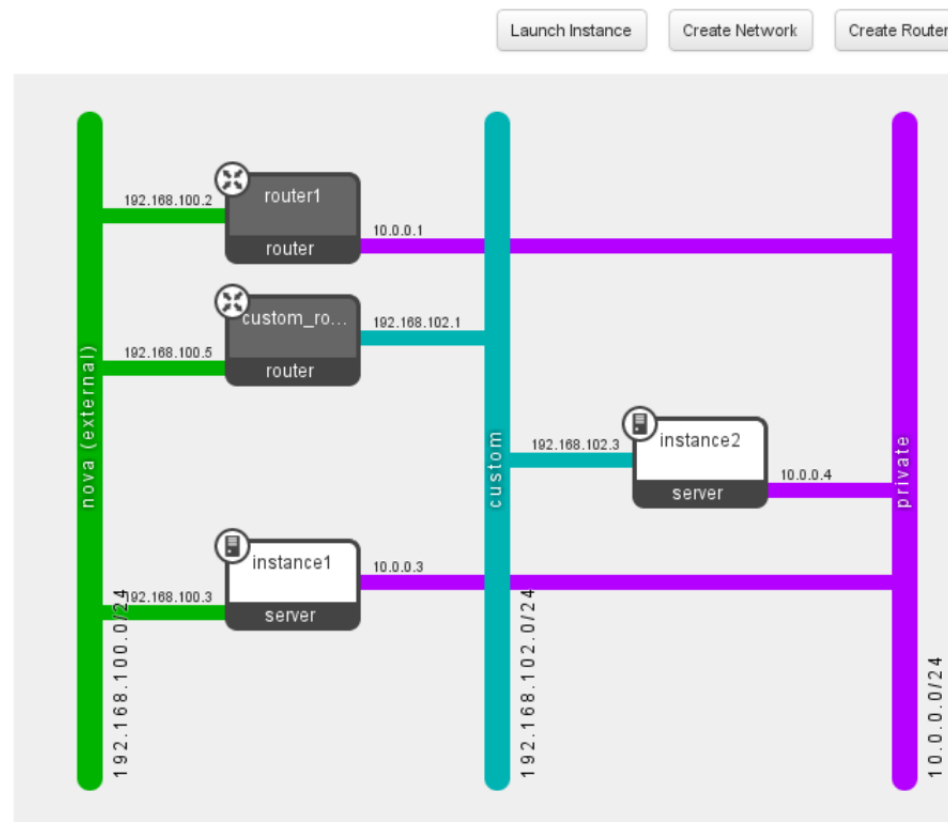 Launch Instance
Create Network
Create Router
192.168.100.2
router1
router
10.0.0.1
192.168.100.5
custom_ro...
router
192.168.102.1
nova (external)
custom
private
192.168.102.3
instance2
server
10.0.0.4
192.168.100.3
instance1
server
10.0.0.3
192.168.100.0/24
192.168.102.0/24
10.0.0.0/24